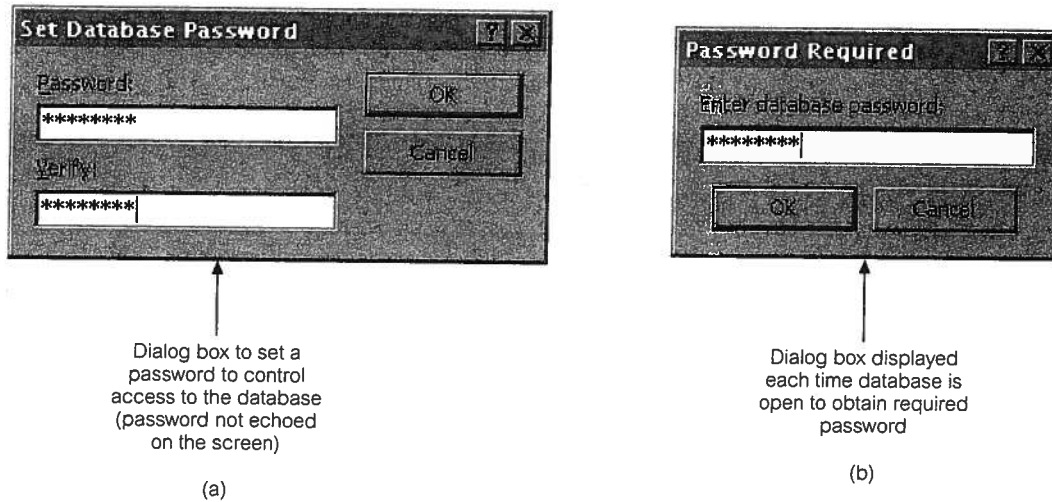 Set Database Password
Password:
********
OK
Cancel
Verify:
********
Dialog box to set a
password to control
access to the database
(password not echoed
on the screen)
(a)
Password Required
Enter database password:
********
OK
Cancel
Dialog box displayed
each time database is
open to obtain required
password
(b)